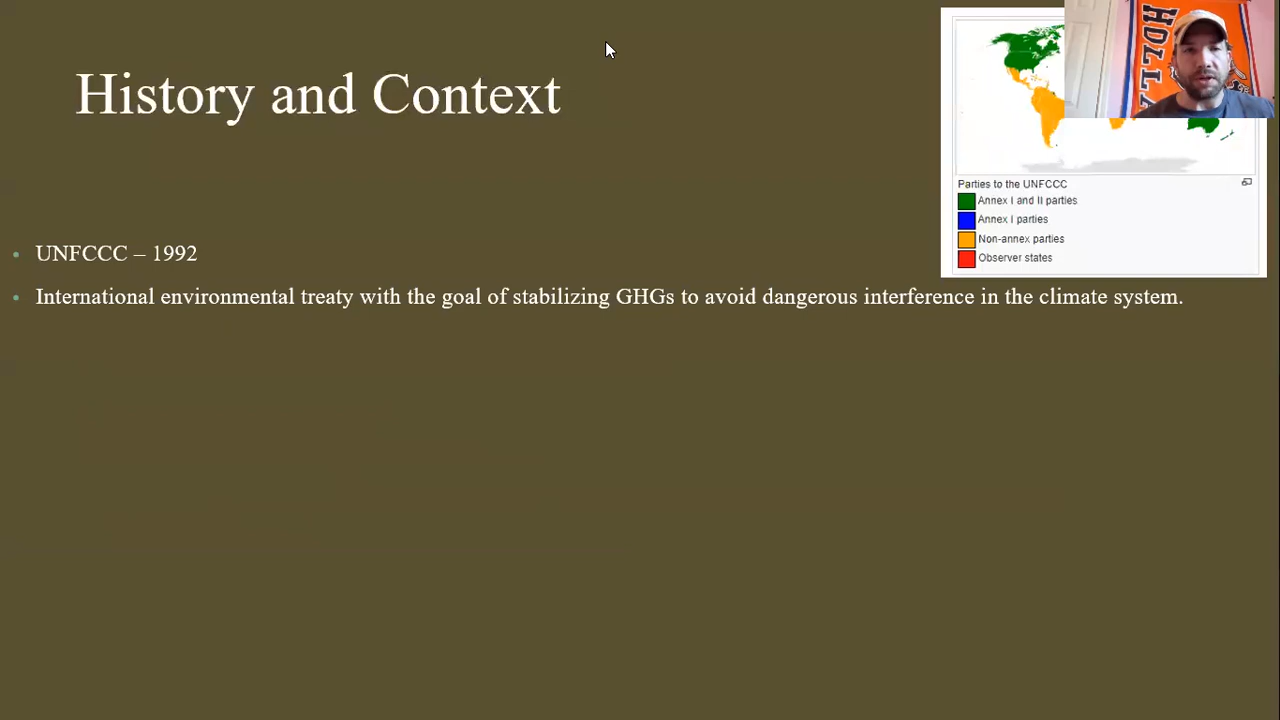 History and Context
UNFCCC – 1992
International environmental treaty with the goal of stabilizing GHGs to avoid dangerous interference in the climate system.
Parties to the UNFCCC
Annex I and II parties
Annex I parties
Non-annex parties
Observer states
HOLLA